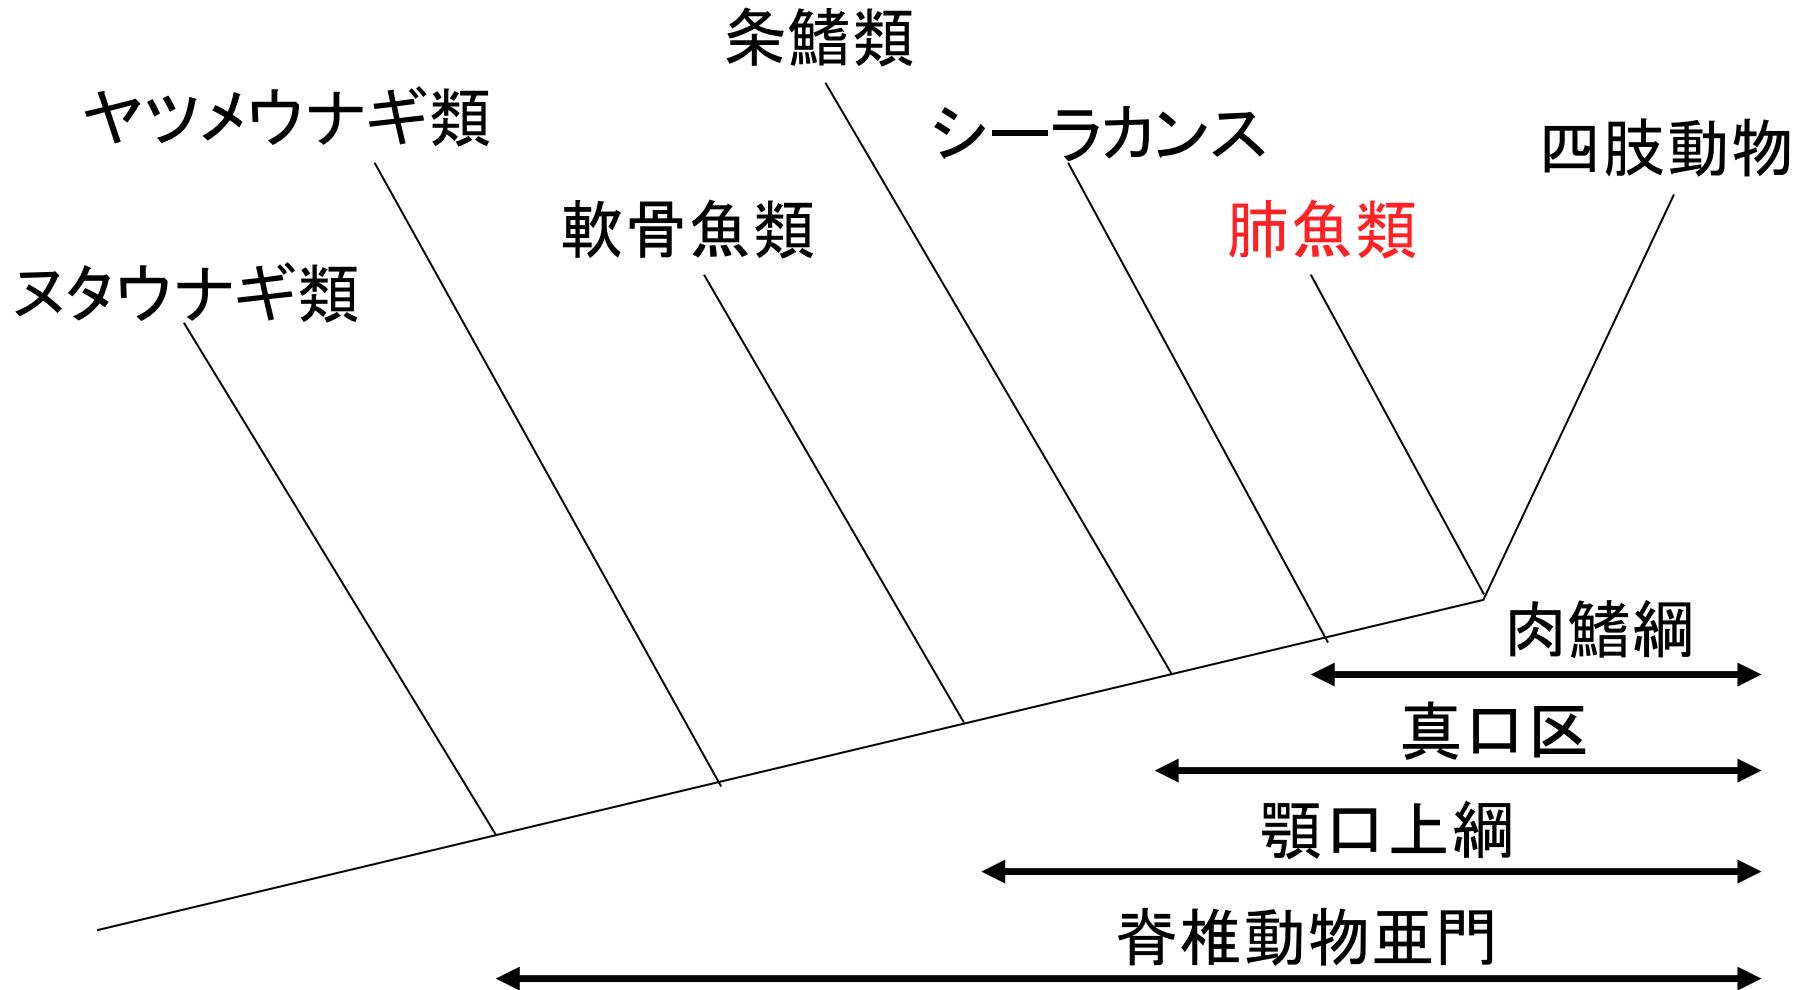 条鰭類
ヤツメウナギ類
シーラカンス
四肢動物
軟骨魚類
肺魚類
ヌタウナギ類
肉鰭綱
真口区
顎口上綱
脊椎動物亜門